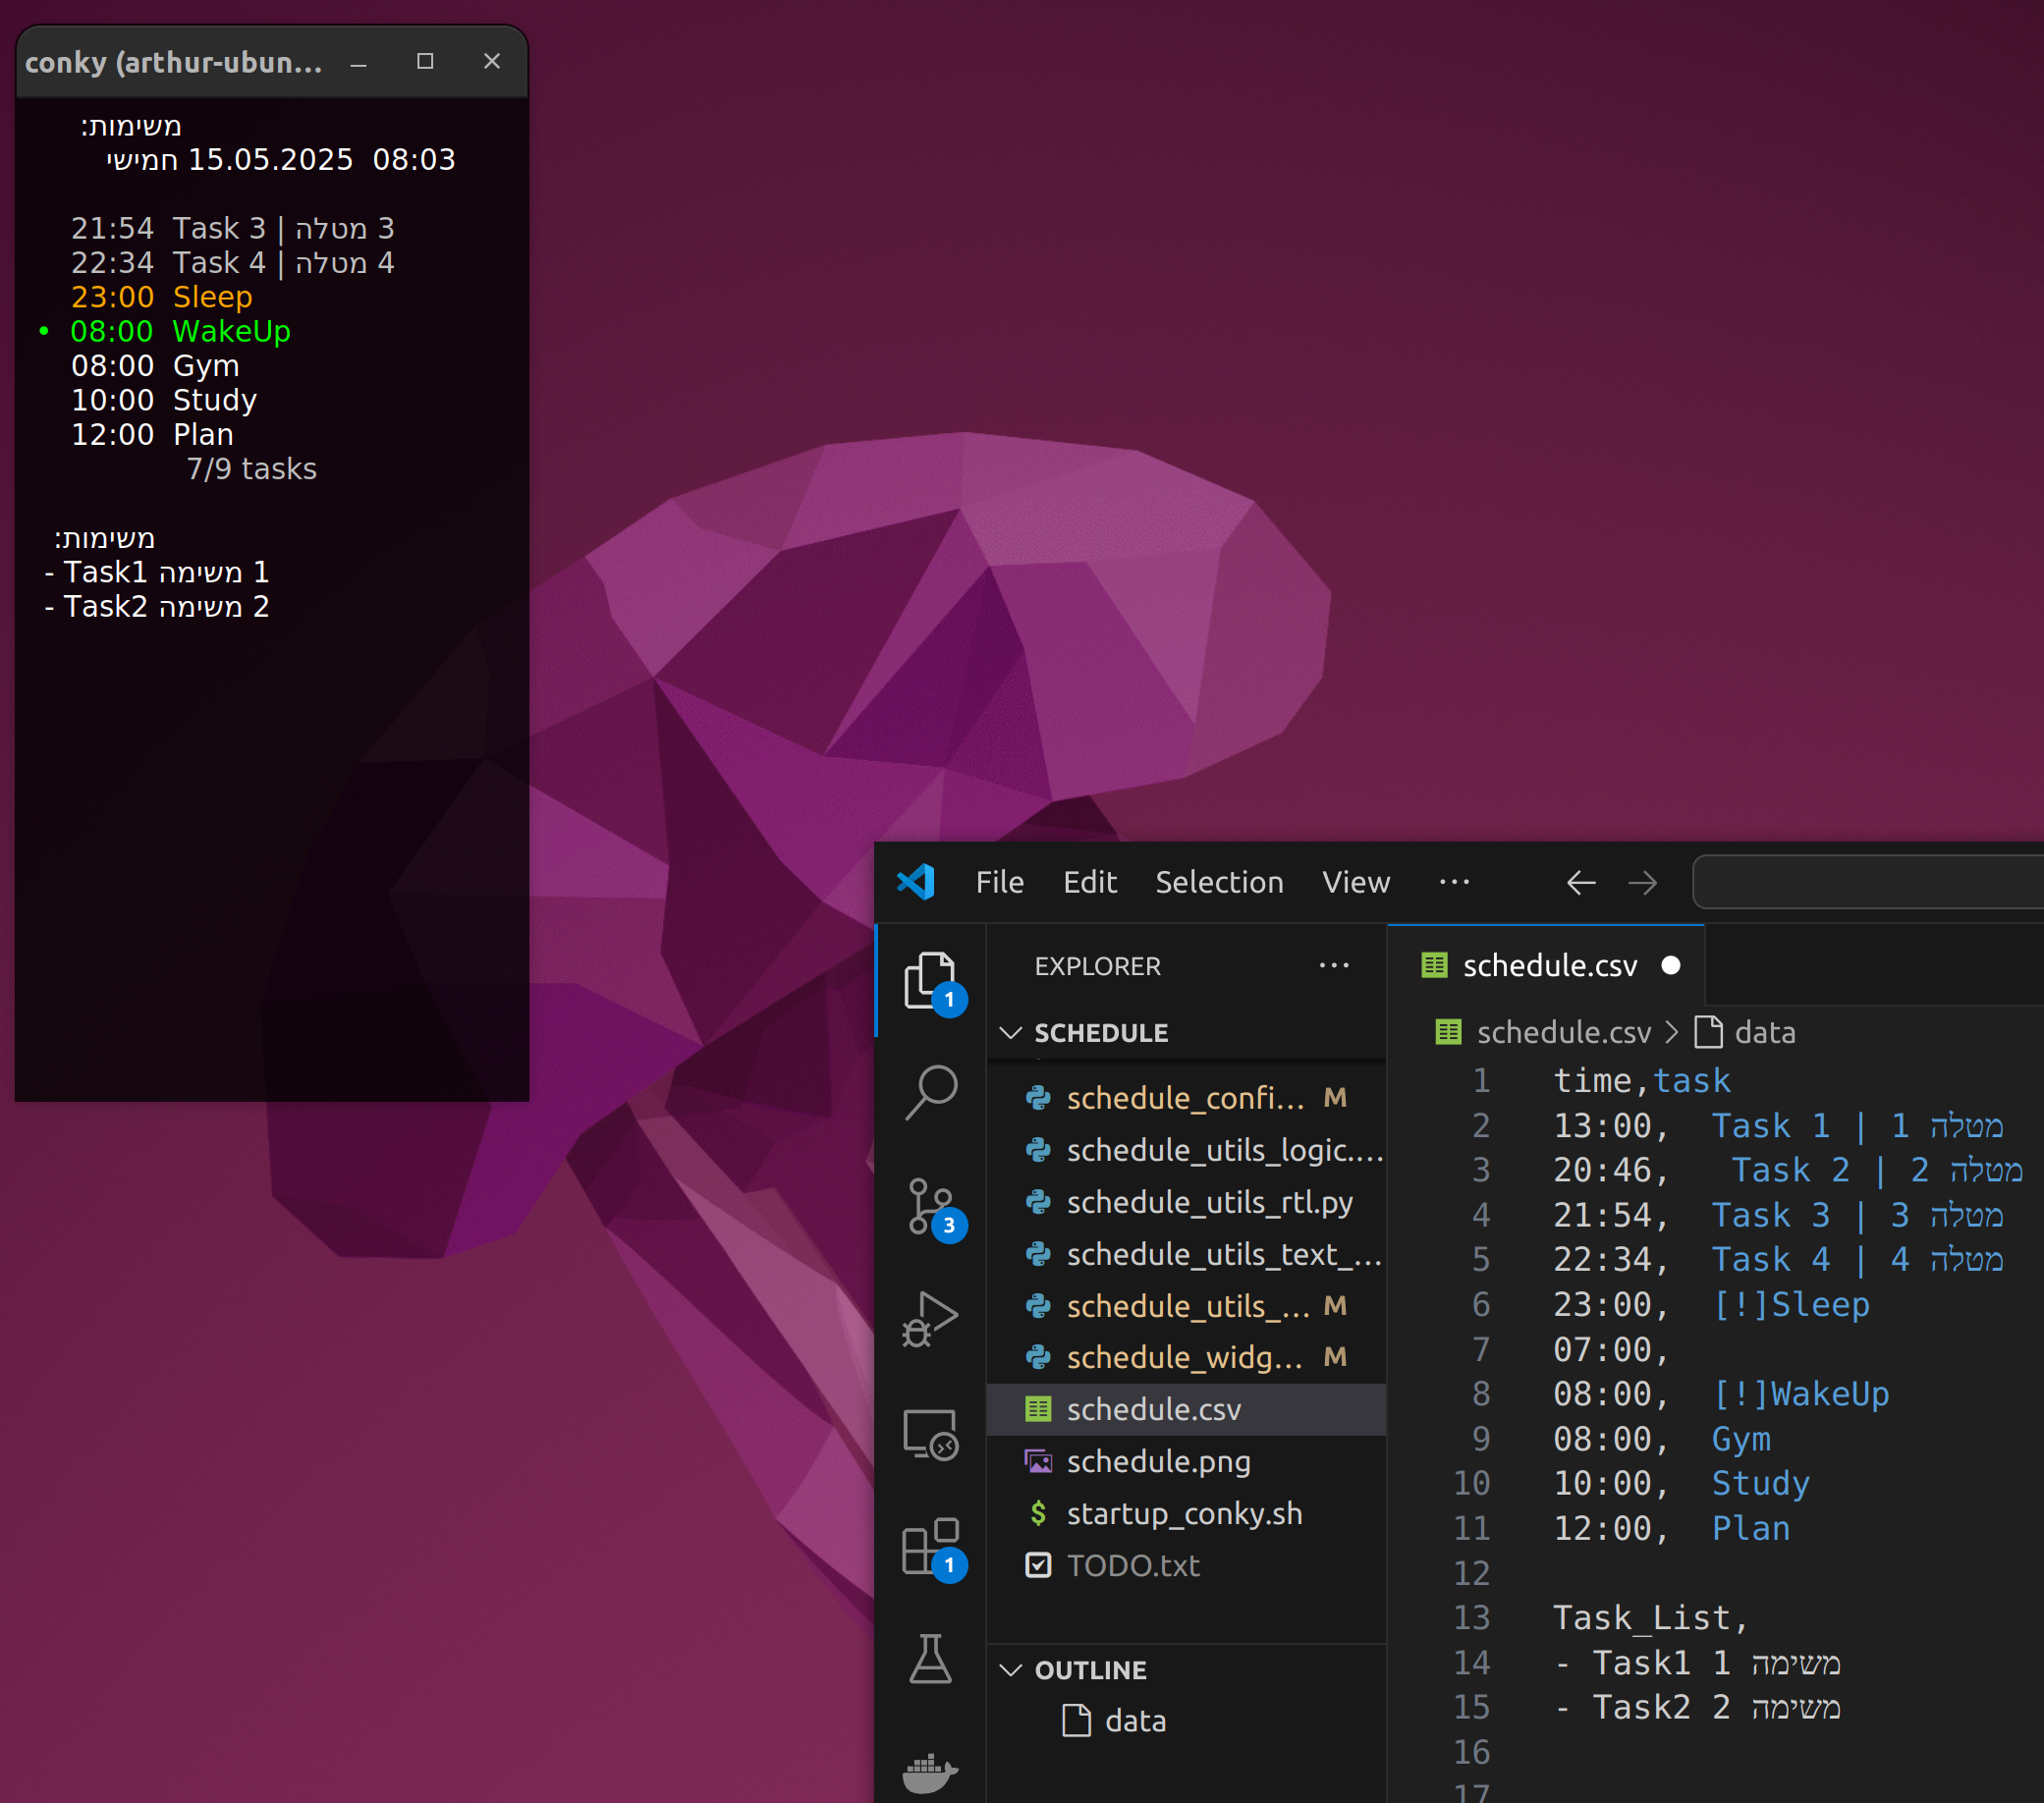 conky (arthur-ubun...
משימות:
חמישי 15.05.2025 08:03
21:54 Task 3 | מטלה 3
22:34 Task 4 | מטלה 4
23:00 Sleep
• 08:00 WakeUp
08:00 Gym
10:00 Study
12:00 Plan
7/9 tasks
משימות:
- Task1 משימה 1
- Task2 משימה 2
File Edit Selection View ...
EXPLORER ...
SCHEDULE
schedule_confi... M
schedule_utils_logic....
schedule_utils_rtl.py
schedule_utils_text_...
schedule_utils_... M
schedule_widg... M
schedule.csv
schedule.png
startup_conky.sh
TODO.txt
OUTLINE
data
1
3
1
schedule.csv
schedule.csv > data
1 time,task
2 13:00, Task 1 | 1 מטלה
3 20:46, Task 2 | 2 מטלה
4 21:54, Task 3 | 3 מטלה
5 22:34, Task 4 | 4 מטלה
6 23:00, [!]Sleep
7 07:00,
8 08:00, [!]WakeUp
9 08:00, Gym
10 10:00, Study
11 12:00, Plan
12
13 Task_List,
14 - Task1 1 משימה
15 - Task2 2 משימה
16
17